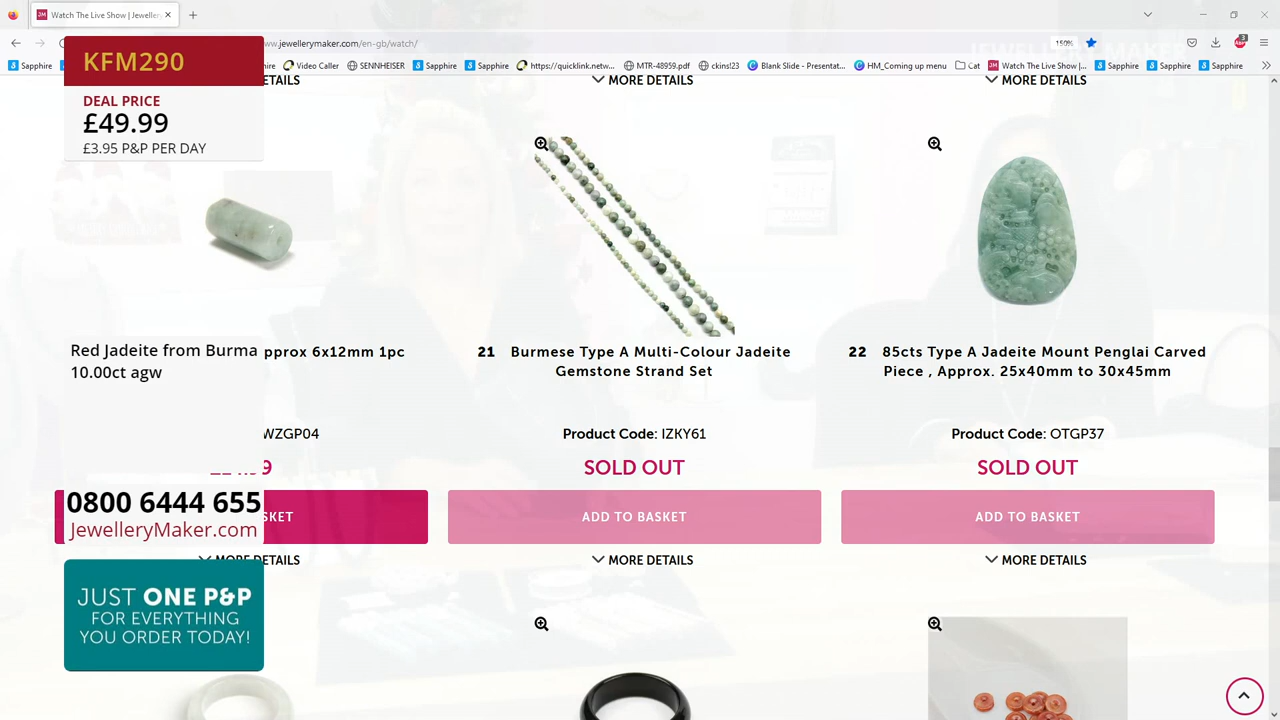 Watch The Live Show | Jeweller
www.jewellerymaker.com/en-gb/watch/
150%
Sapphire
Video Caller
SENNHEISER
Sapphire
Sapphire
https://quicklink.netw...
MTR-48959.pdf
ckins!23
Blank Slide - Presentat...
HM_Coming up menu
Cat
Watch The Live Show |...
Sapphire
Sapphire
Sapphire
KFM290
DEAL PRICE
£49.99
£3.95 P&P PER DAY
ETAILS
MORE DETAILS
MORE DETAILS
Red Jadeite from Burma
10.00ct agw
pprox 6x12mm 1pc
21 Burmese Type A Multi-Colour Jadeite
Gemstone Strand Set
22 85cts Type A Jadeite Mount Penglai Carved
Piece , Approx. 25x40mm to 30x45mm
WZGP04
Product Code: IZKY61
Product Code: OTGP37
SOLD OUT
SOLD OUT
0800 6444 655
JewelleryMaker.com
SKET
ADD TO BASKET
ADD TO BASKET
MORE DETAILS
MORE DETAILS
MORE DETAILS
JUST ONE P&P
FOR EVERYTHING
YOU ORDER TODAY!